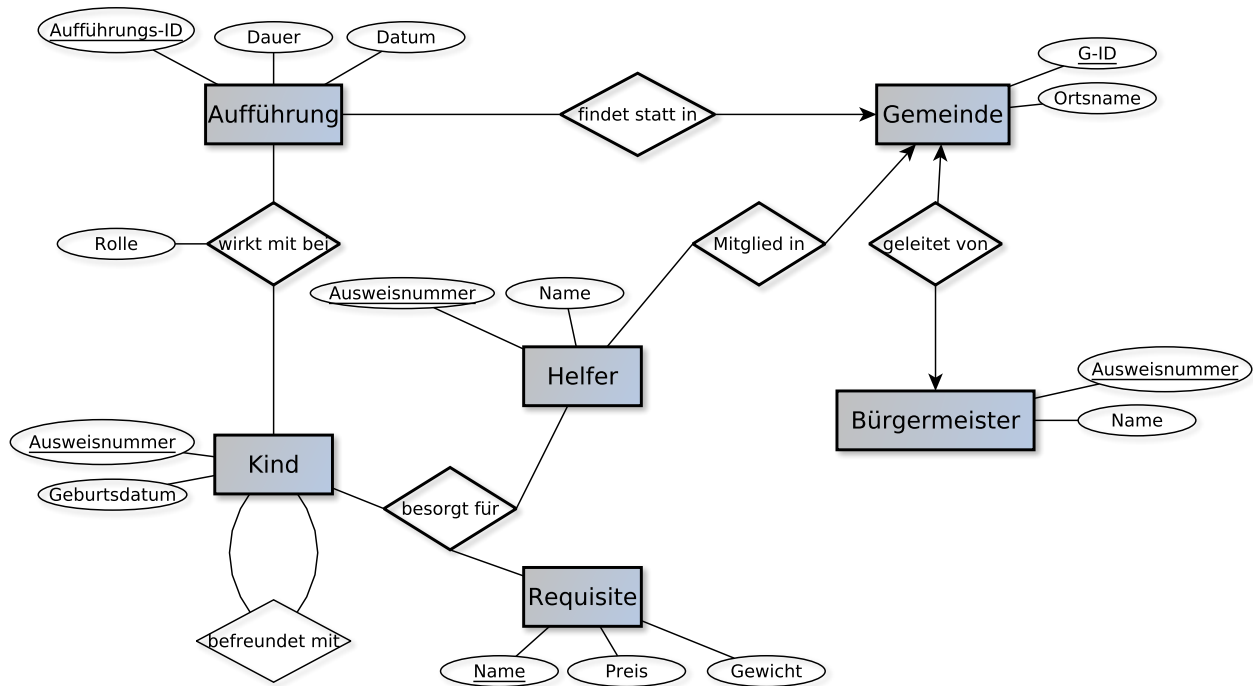 Aufführungs-ID
Dauer
Datum
G-ID
Ortsname
Aufführung
findet statt in
Gemeinde
Rolle
wirkt mit bei
Mitglied in
geleitet von
Ausweisnummer
Name
Helfer
Ausweisnummer
Name
Bürgermeister
Ausweisnummer
Geburtsdatum
Kind
besorgt für
Requisite
befreundet mit
Name
Preis
Gewicht